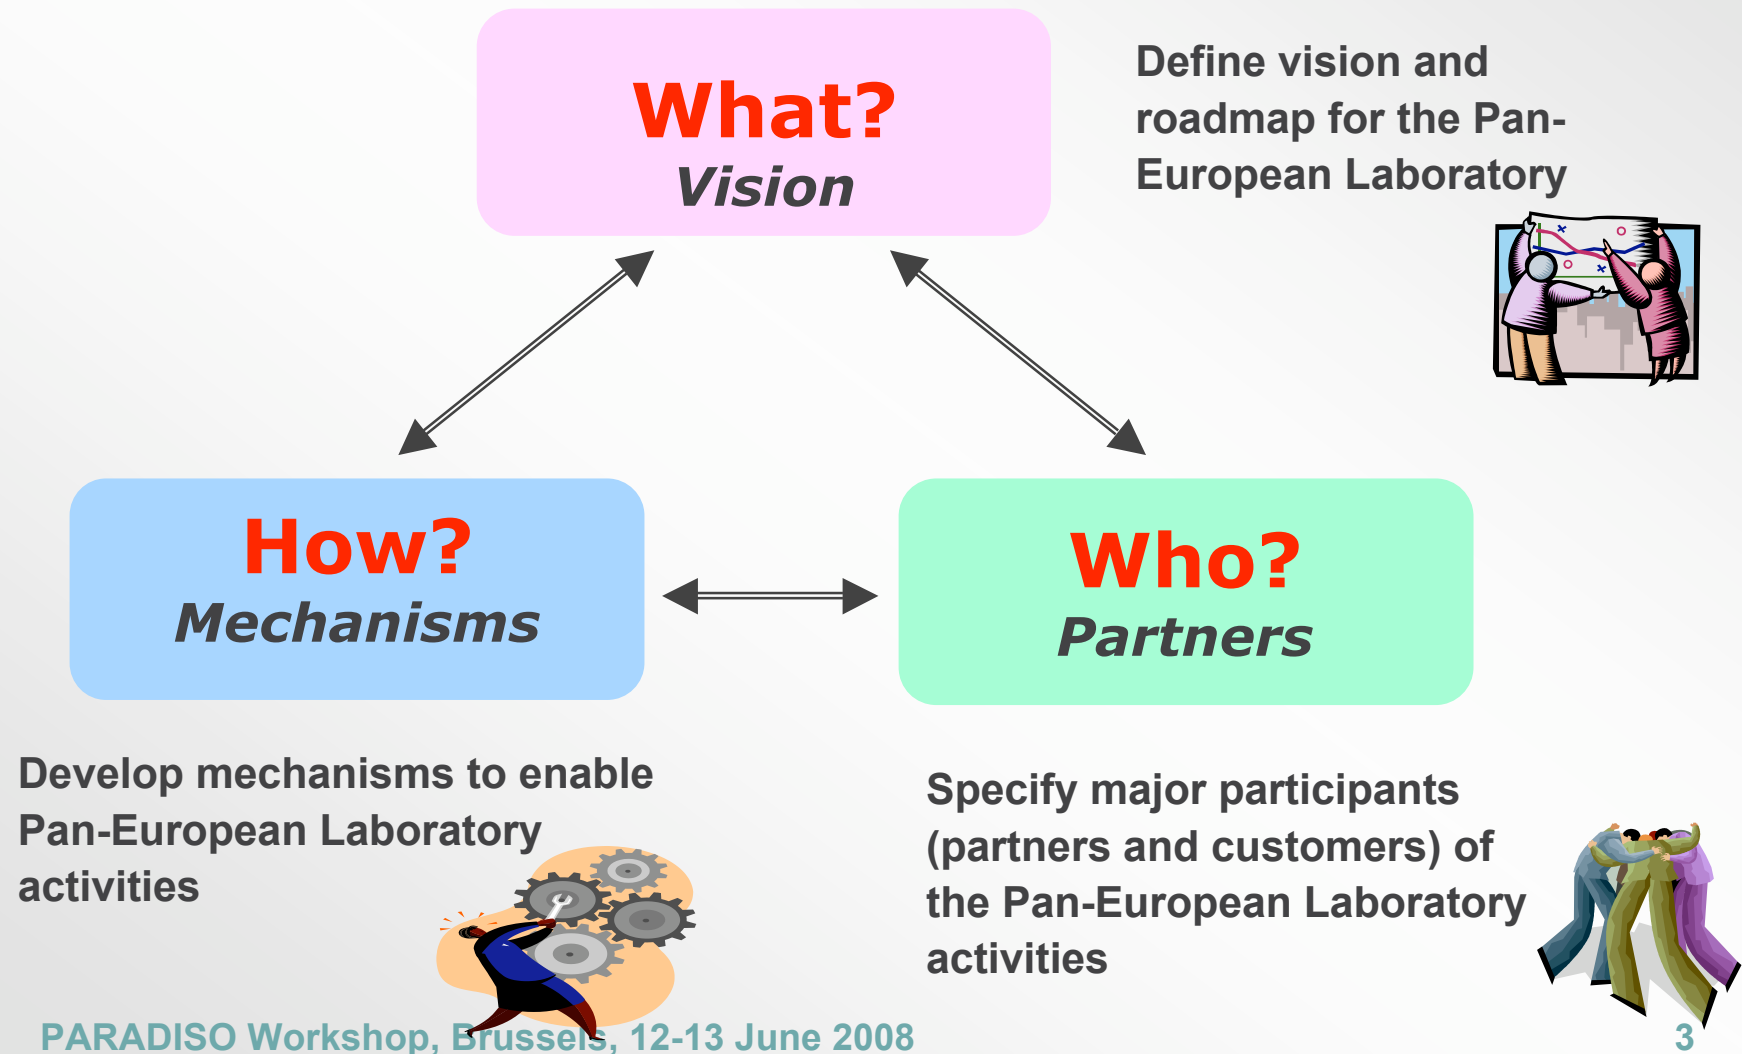 What?
Vision
Define vision and
roadmap for the Pan-
European Laboratory
How?
Mechanisms
Who?
Partners
Develop mechanisms to enable
Pan-European Laboratory
activities
Specify major participants
(partners and customers) of
the Pan-European Laboratory
activities
PARADISO Workshop, Brussels, 12-13 June 2008
3